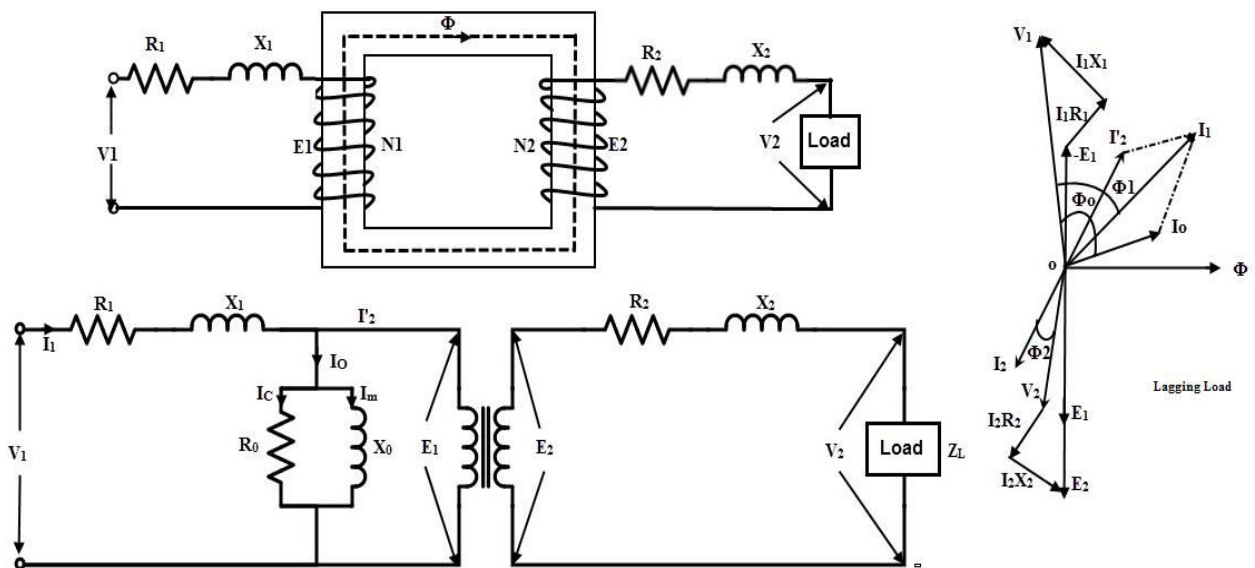 Φ
R1
X1
R2
X2
V1
E1
N1
N2
E2
V2
Load
R1
X1
I'2
R2
X2
I1
IO
IC
Im
V1
R0
X0
E1
E2
V2
Load
ZL
V1
I1X1
I1R1
I'2
I1
-E1
Φ1
Φo
Io
o
Φ
I2
Φ2
V2
Lagging Load
E1
I2R2
I2X2
E2